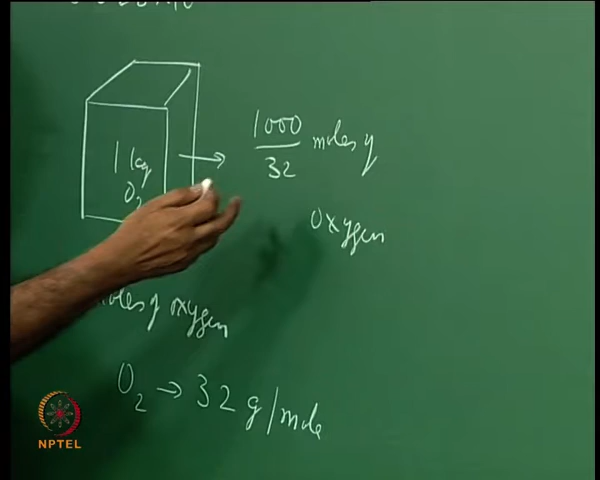 1 kg
O2
1000
32
moles of
Oxygen
moles of oxygen
O2 → 32 g/mole
NPTEL